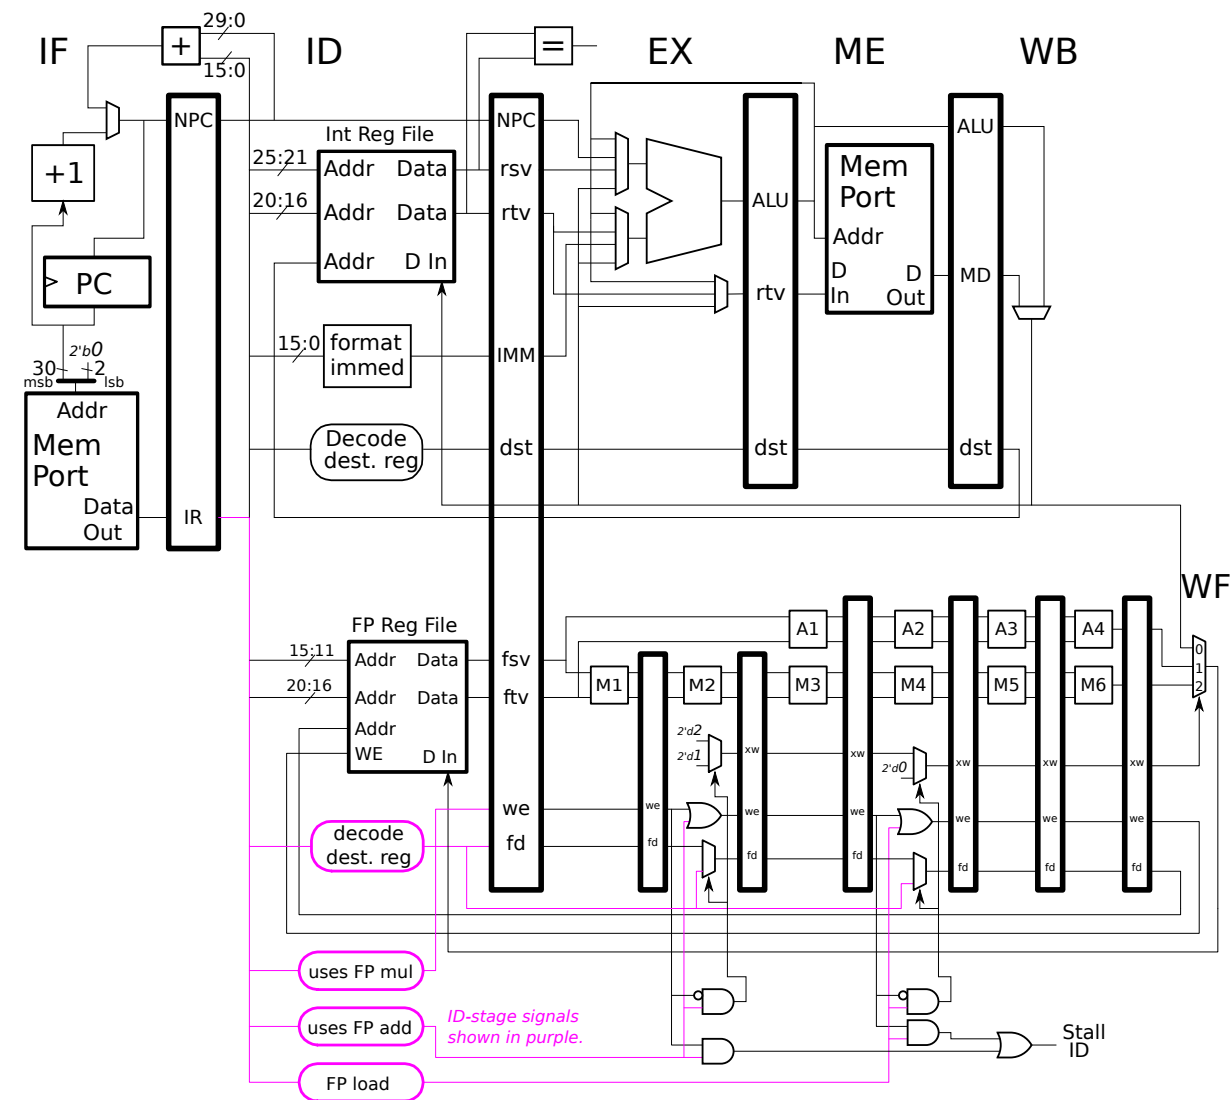 IF
ID
EX
ME
WB
29:0
+
15:0
=
NPC
NPC
ALU
Int Reg File
+1
25:21
Addr
Data
rsv
Mem
Port
20:16
Addr
Data
rtv
ALU
Addr
Addr
D In
PC
D
In
D
Out
MD
rtv
15:0
format
immed
IMM
2'b0
30
2
msb
lsb
Addr
Mem
Port
Data
Out
IR
Decode
dest. reg
dst
dst
dst
WF
FP Reg File
15:11
Addr
Data
fsv
A1
A2
A3
A4
0
1
2
20:16
Addr
Data
ftv
M1
M2
M3
M4
M5
M6
Addr
WE
D In
2'd2
2'd1
xw
xw
2'd0
xw
xw
xw
we
we
we
we
we
we
we
decode
dest. reg
fd
fd
fd
fd
fd
fd
fd
uses FP mul
uses FP add
ID-stage signals
shown in purple.
FP load
Stall
ID